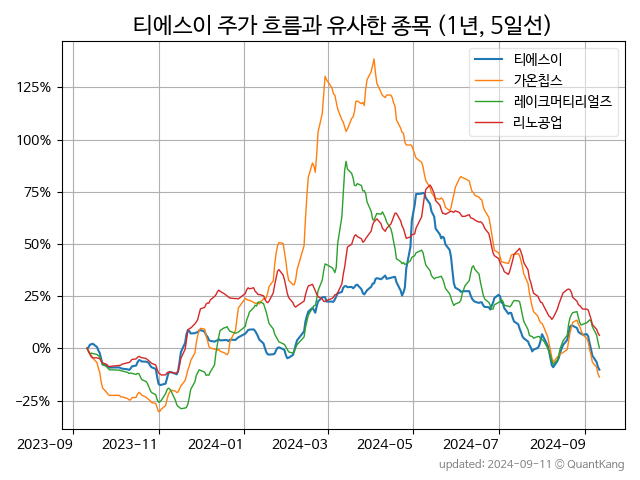 티에스이 주가 흐름과 유사한 종목 (1년, 5일선)
티에스이
가온칩스
레이크머티리얼즈
리노공업
125%
100%
75%
50%
25%
0%
−25%
2023-09
2023-11
2024-01
2024-03
2024-05
2024-07
2024-09
updated: 2024-09-11 © QuantKang